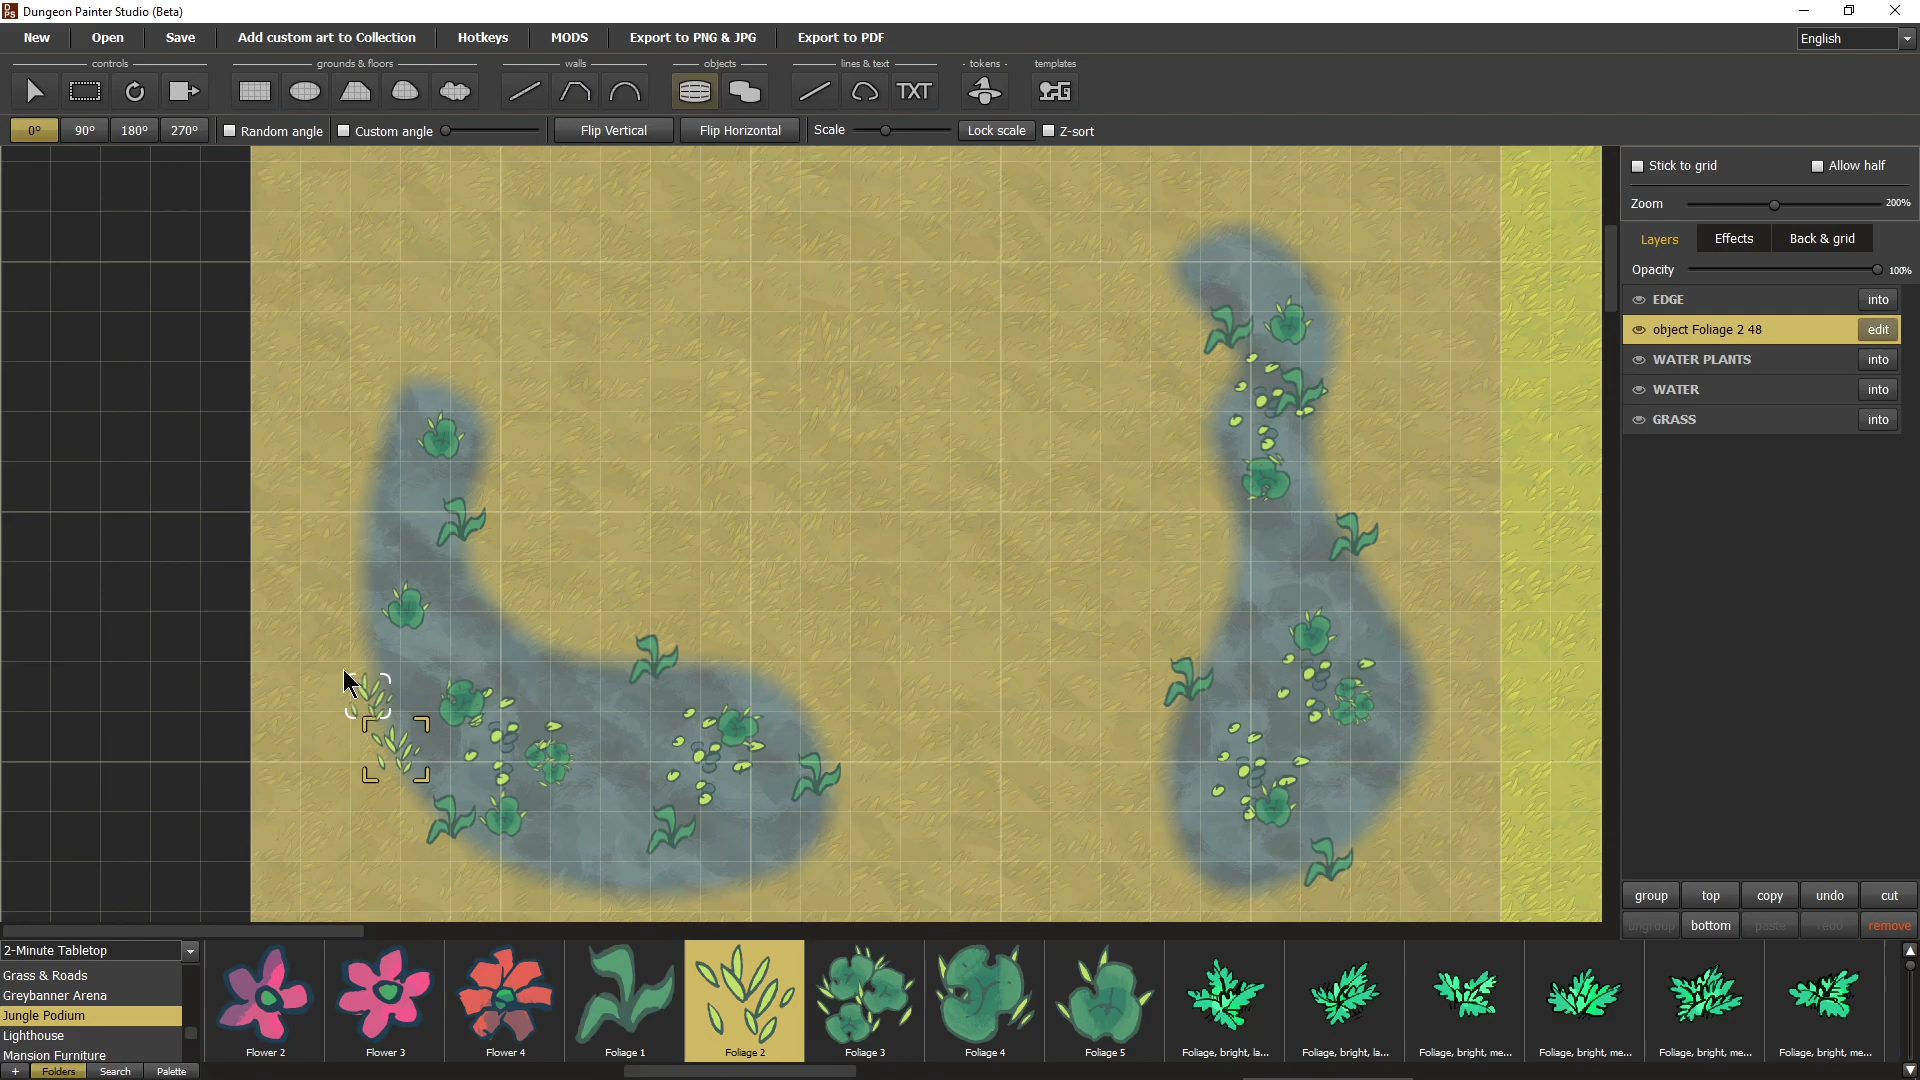 Dungeon Painter Studio (Beta)
New Open Save Add custom art to Collection Hotkeys MODS Export to PNG & JPG Export to PDF English
controls grounds & floors walls objects lines & text tokens templates
TXT
0° 90° 180° 270° Random angle Custom angle Flip Vertical Flip Horizontal Scale Lock scale Z-sort
Stick to grid Allow half
Zoom 200%
Layers Effects Back & grid
Opacity 100%
EDGE into
object Foliage 2 48 edit
WATER PLANTS into
WATER into
GRASS into
group top copy undo cut
ungroup bottom paste redo remove
2-Minute Tabletop
Grass & Roads
Greybanner Arena
Jungle Podium
Lighthouse
Mansion Furniture
Flower 2 Flower 3 Flower 4 Foliage 1 Foliage 2 Foliage 3 Foliage 4 Foliage 5 Foliage, bright, la... Foliage, bright, la... Foliage, bright, me... Foliage, bright, me... Foliage, bright, me... Foliage, bright, me...
+ Folders Search Palette